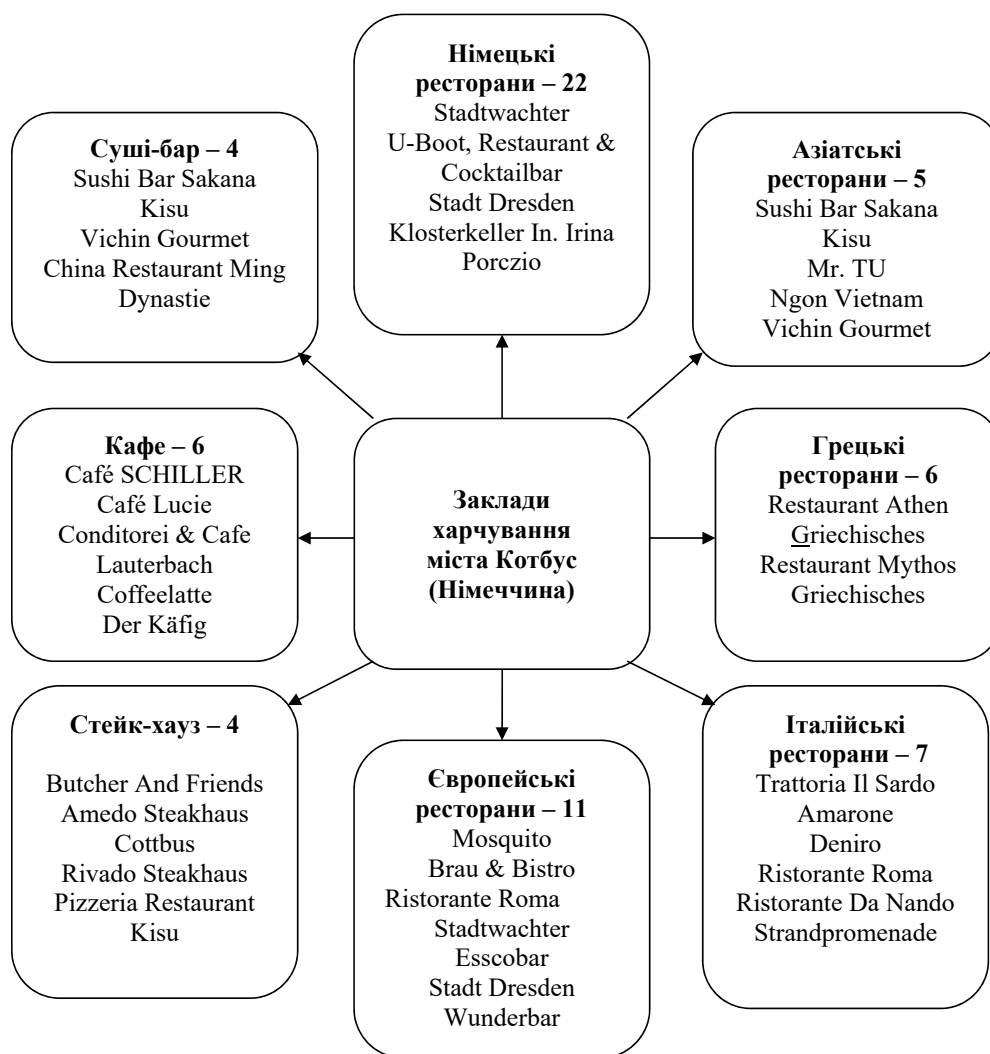 Німецькі
ресторани – 22
Stadtwachter
U-Boot, Restaurant &
Cocktailbar
Stadt Dresden
Klosterkeller In. Irina
Porczio
Суші-бар – 4
Sushi Bar Sakana
Kisu
Vichin Gourmet
China Restaurant Ming
Dynastie
Азіатські
ресторани – 5
Sushi Bar Sakana
Kisu
Mr. TU
Ngon Vietnam
Vichin Gourmet
Кафе – 6
Café SCHILLER
Café Lucie
Conditorei & Cafe
Lauterbach
Coffeelatte
Der Käfig
Заклади
харчування
міста Котбус
(Німеччина)
Грецькі
ресторани – 6
Restaurant Athen
Griechisches
Restaurant Mythos
Griechisches
Стейк-хауз – 4
Butcher And Friends
Amedo Steakhaus
Cottbus
Rivado Steakhaus
Pizzeria Restaurant
Kisu
Європейські
ресторани – 11
Mosquito
Brau & Bistro
Ristorante Roma
Stadtwachter
Esscobar
Stadt Dresden
Wunderbar
Італійські
ресторани – 7
Trattoria Il Sardo
Amarone
Deniro
Ristorante Roma
Ristorante Da Nando
Strandpromenade